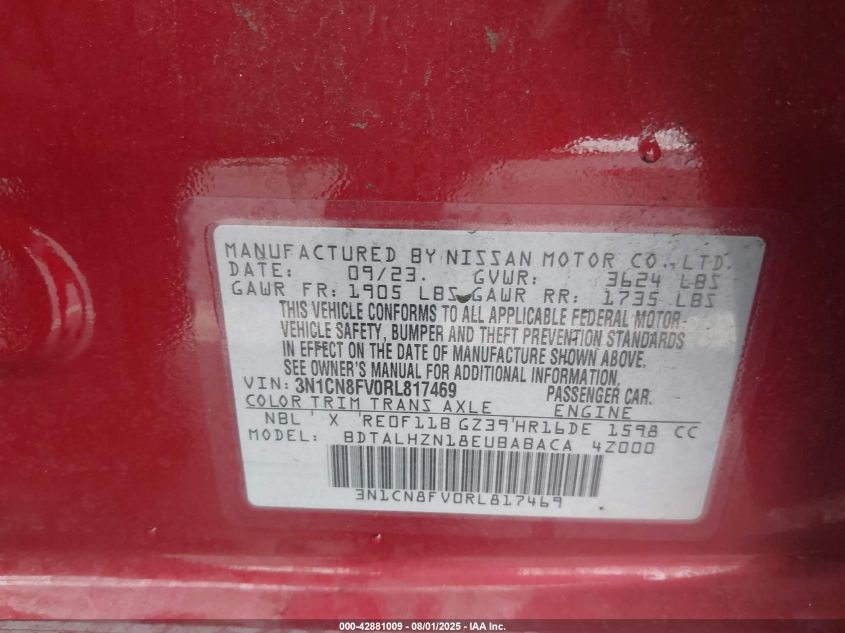 MANUFACTURED BY NISSAN MOTOR CO., LTD.
DATE: 09/23. GVWR: 3624 LBS
GAWR FR: 1905 LBS GAWR RR: 1735 LBS
THIS VEHICLE CONFORMS TO ALL APPLICABLE FEDERAL MOTOR-
VEHICLE SAFETY, BUMPER AND THEFT PREVENTION STANDARDS
IN EFFECT ON THE DATE OF MANUFACTURE SHOWN ABOVE.
SEE OWNER'S MANUAL FOR ADDITIONAL INFORMATION.
VIN: 3N1CN8FV0RL817469 PASSENGER CAR.
COLOR TRIM TRANS AXLE ENGINE
NBL ' X 'RE0F11B GZ39'HR16DE 1598 CC
MODEL: BDTALHZN18EUBABACA 4Z000
3N1CN8FV0RL817469
000-42881009 - 08/01/2025 - IAA Inc.